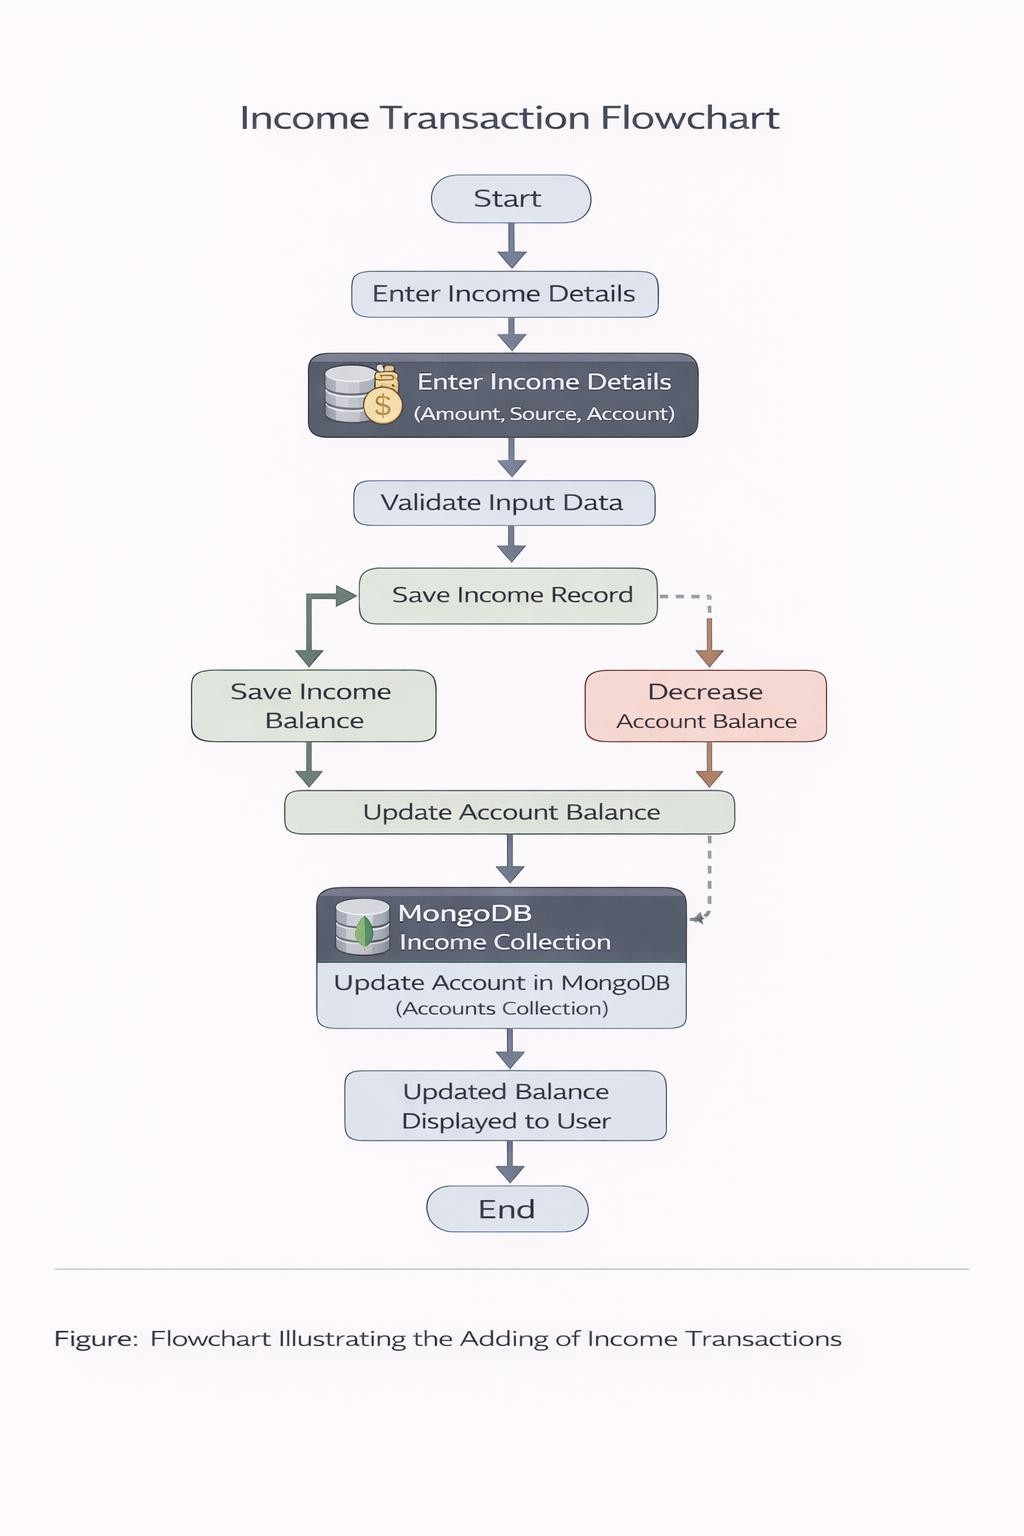 Income Transaction Flowchart
Start
Enter Income Details
Enter Income Details
(Amount, Source, Account)
Validate Input Data
Save Income Record
Save Income
Balance
Decrease
Account Balance
Update Account Balance
MongoDB
Income Collection
Update Account in MongoDB
(Accounts Collection)
Updated Balance
Displayed to User
End
Figure: Flowchart Illustrating the Adding of Income Transactions